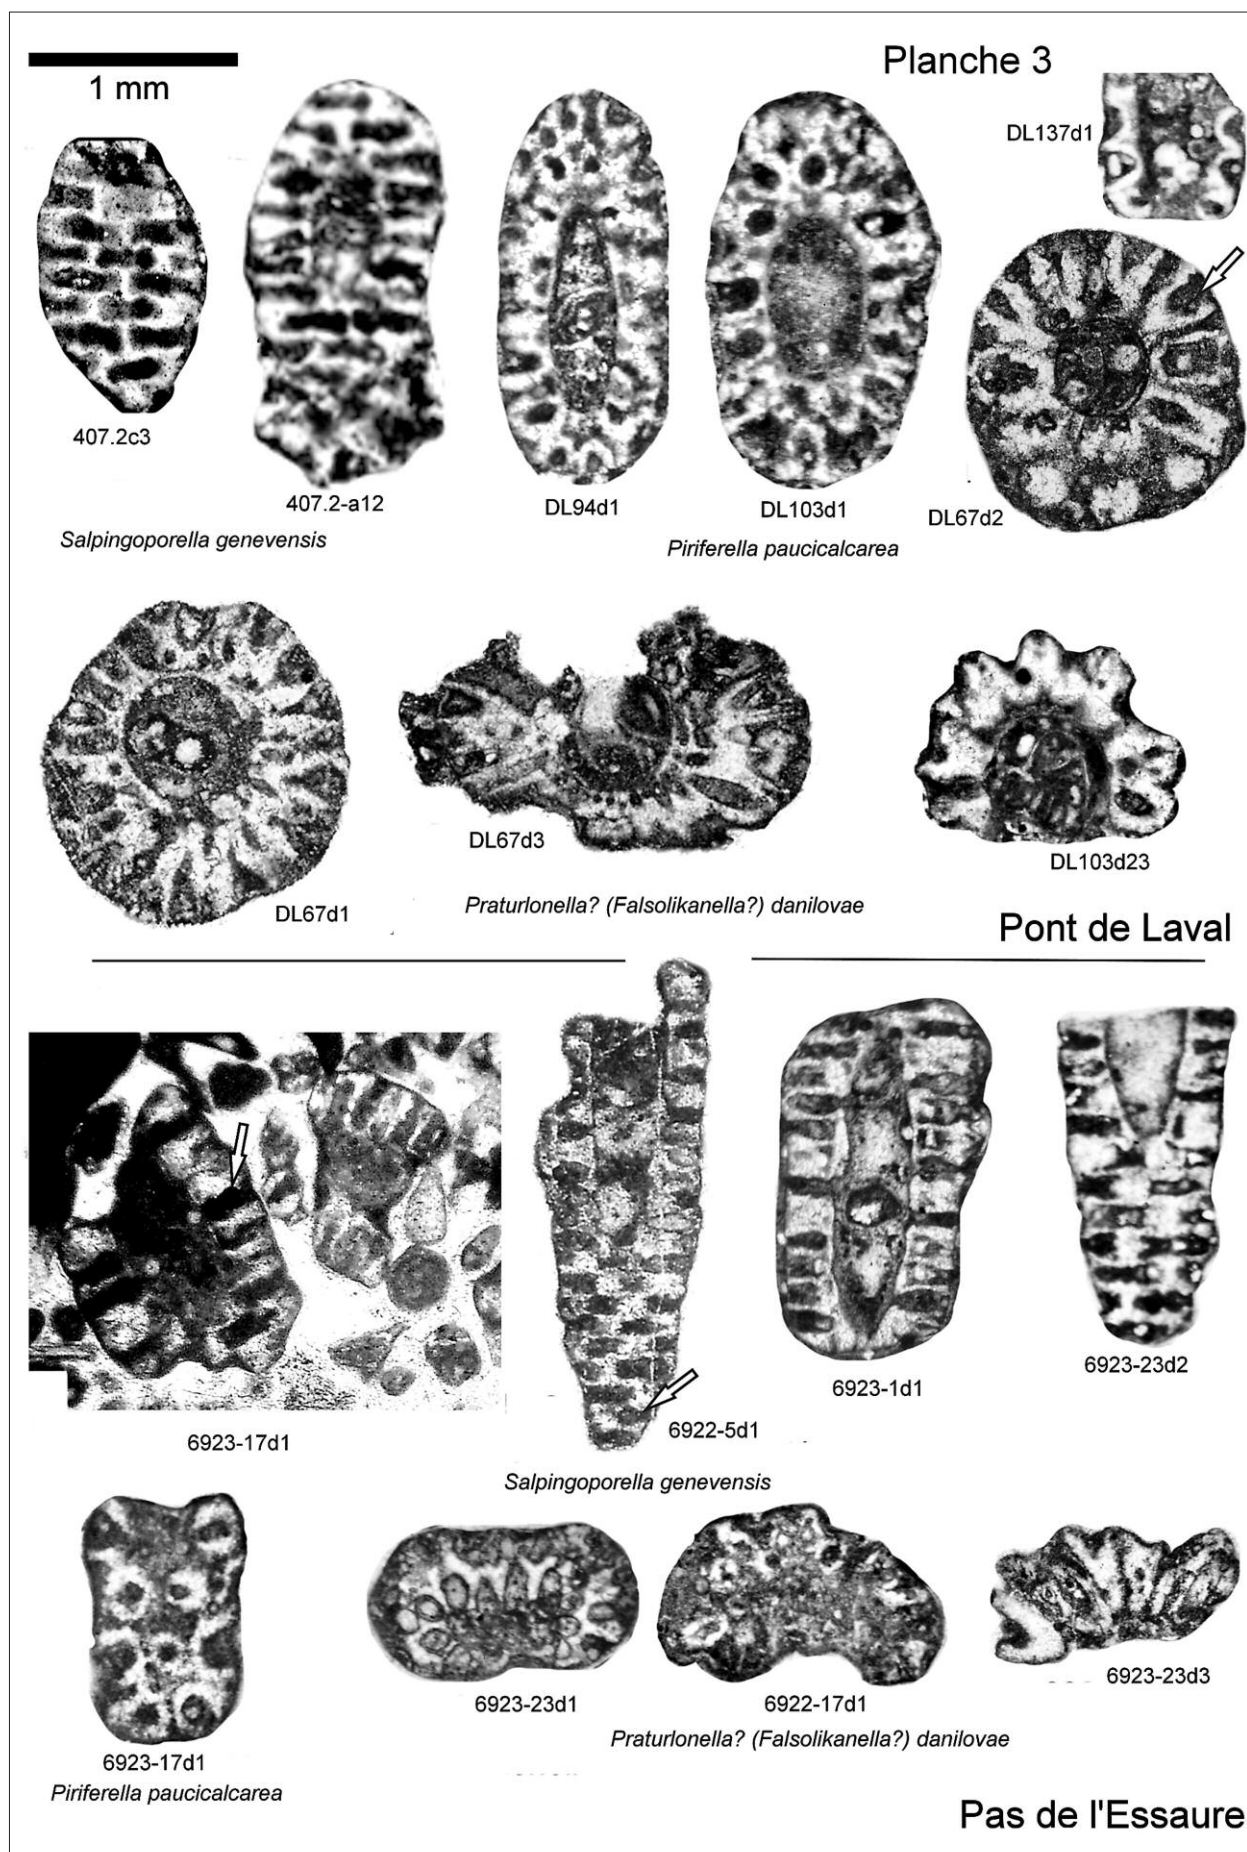 Planche 3
1 mm
DL137d1
407.2c3
407.2-a12
DL94d1
DL103d1
DL67d2
Salpingoporella genevensis
Piriferella paucicalcarea
DL67d1
DL67d3
DL103d23
Praturlonella? (Falsolikanella?) danilovae
Pont de Laval
6923-17d1
6922-5d1
6923-1d1
6923-23d2
Salpingoporella genevensis
6923-17d1
Piriferella paucicalcarea
6923-23d1
6922-17d1
6923-23d3
Praturlonella? (Falsolikanella?) danilovae
Pas de l'Essaure